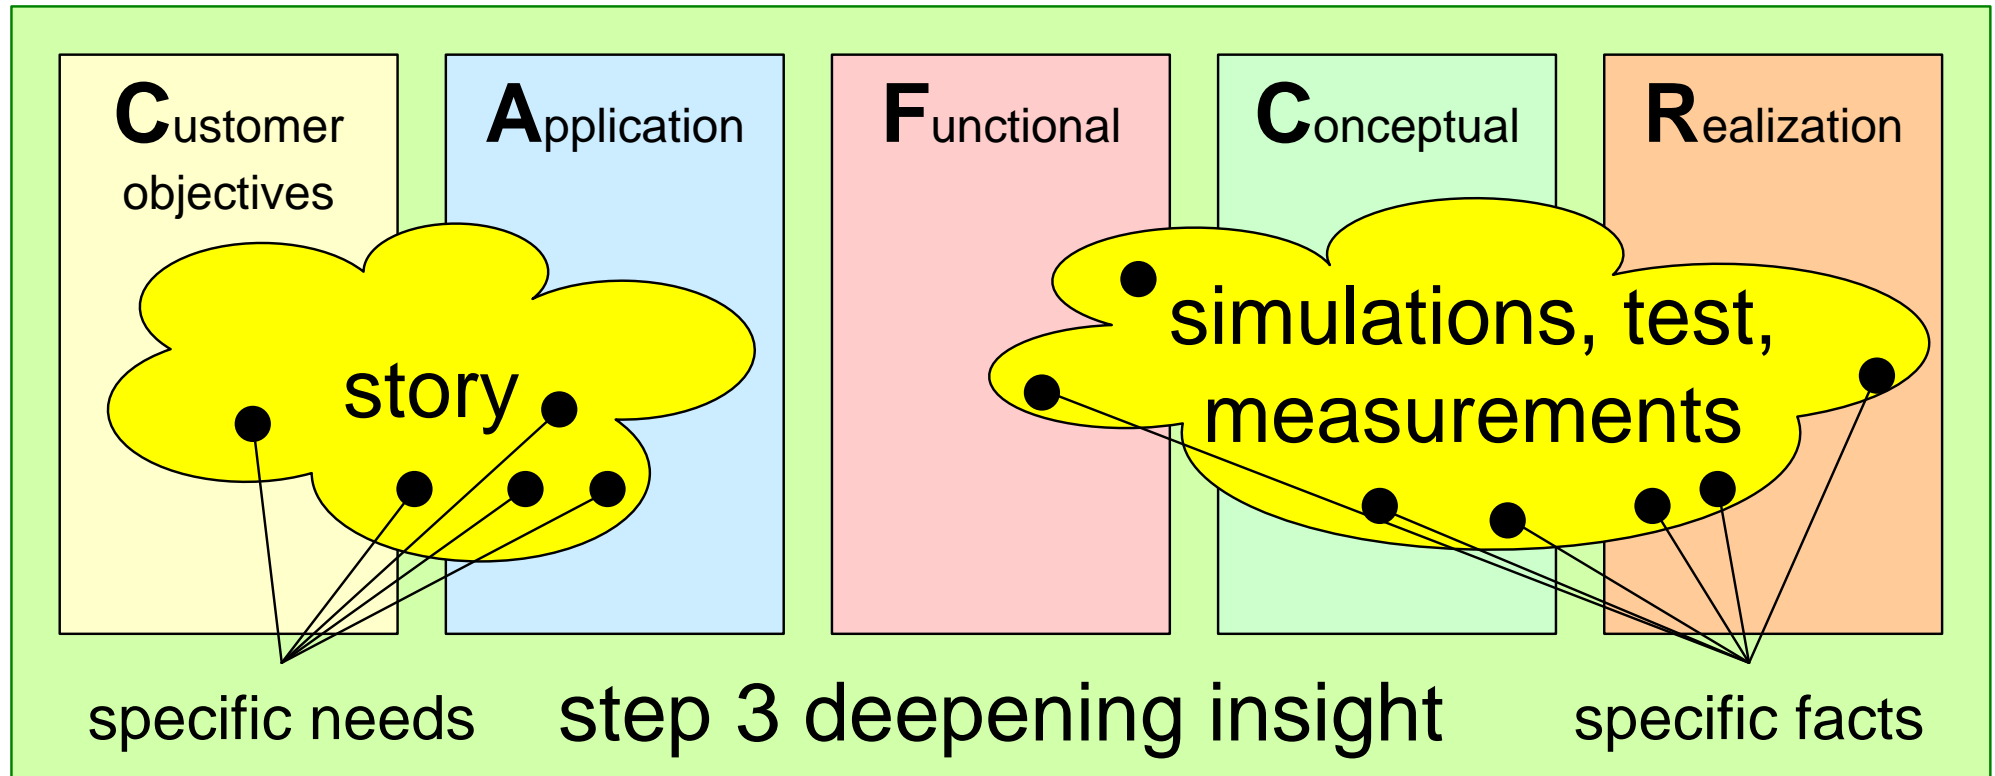 Customer
objectives
Application
Functional
Conceptual
Realization
story
simulations, test,
measurements
specific needs
step 3 deepening insight
specific facts